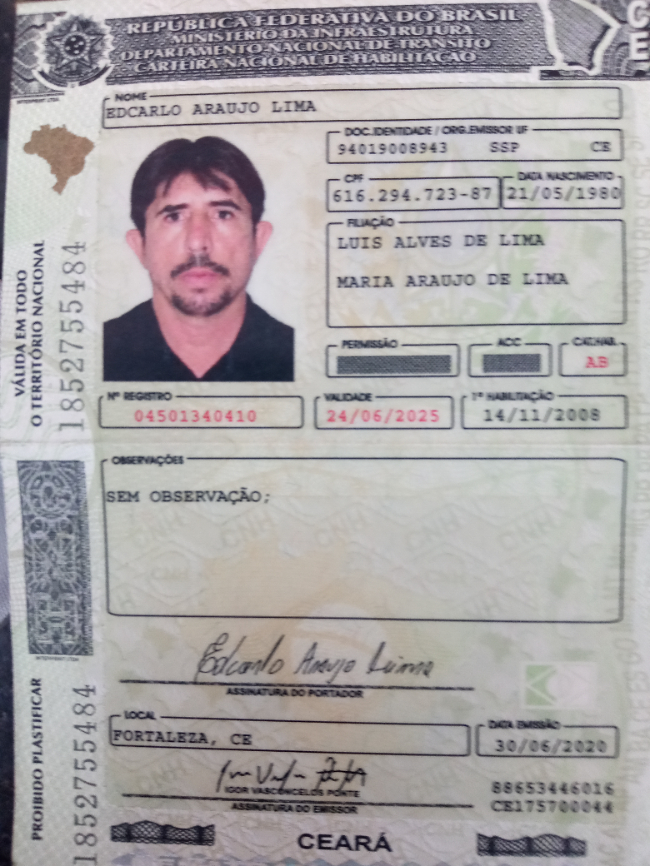 REPÚBLICA FEDERATIVA DO BRASIL
MINISTÉRIO DA INFRAESTRUTURA
DEPARTAMENTO NACIONAL DE TRÂNSITO
CARTEIRA NACIONAL DE HABILITAÇÃO
CE
NOME
EDCARLO ARAUJO LIMA
DOC. IDENTIDADE / ORG. EMISSOR UF
94019008943 SSP CE
CPF DATA NASCIMENTO
616.294.723-87 21/05/1980
FILIAÇÃO
LUIS ALVES DE LIMA
MARIA ARAUJO DE LIMA
PERMISSÃO ACC CAT. HAB.
AB
Nº REGISTRO VALIDADE 1ª HABILITAÇÃO
04501340410 24/06/2025 14/11/2008
VÁLIDA EM TODO
O TERRITÓRIO NACIONAL
1852755484
OBSERVAÇÕES
SEM OBSERVAÇÃO;
Edcarlo Araujo Lima
ASSINATURA DO PORTADOR
LOCAL DATA EMISSÃO
FORTALEZA, CE 30/06/2020
IGOR VASCONCELOS PONTE
ASSINATURA DO EMISSOR
88653446016
CE175700044
PROIBIDO PLASTIFICAR
1852755484
CEARÁ